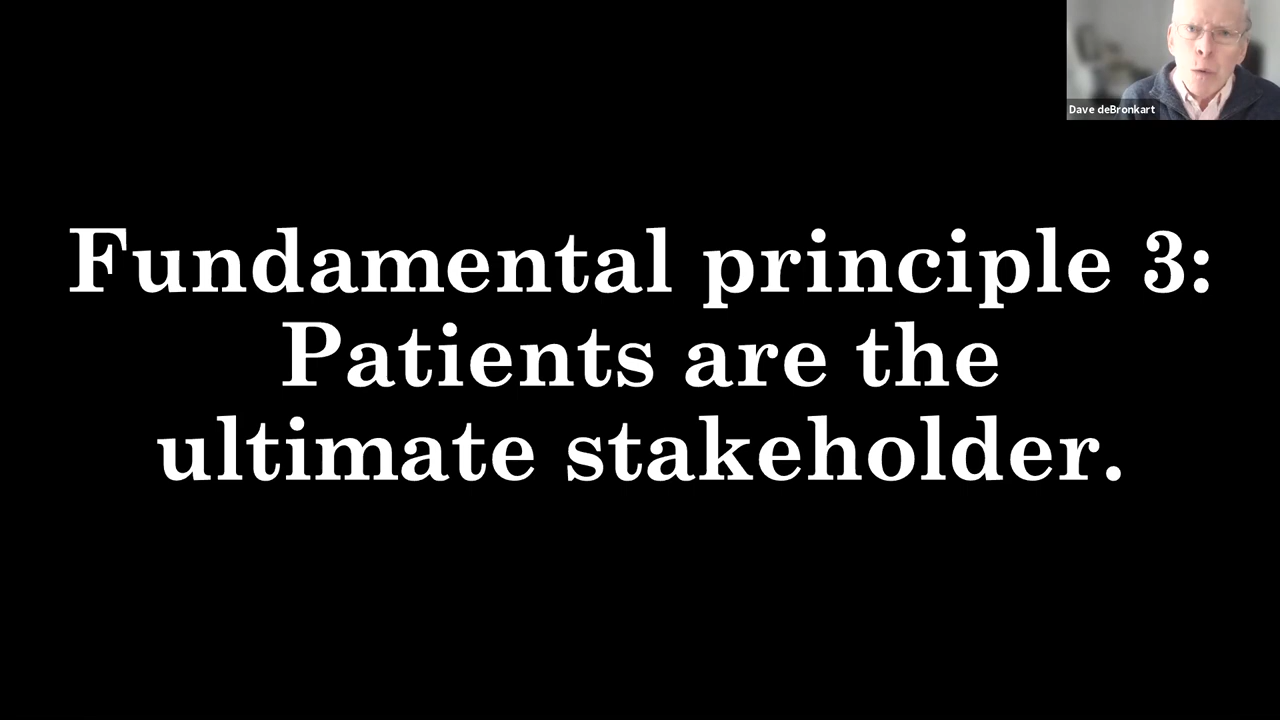 Dave deBronkart
Fundamental principle 3:
Patients are the
ultimate stakeholder.